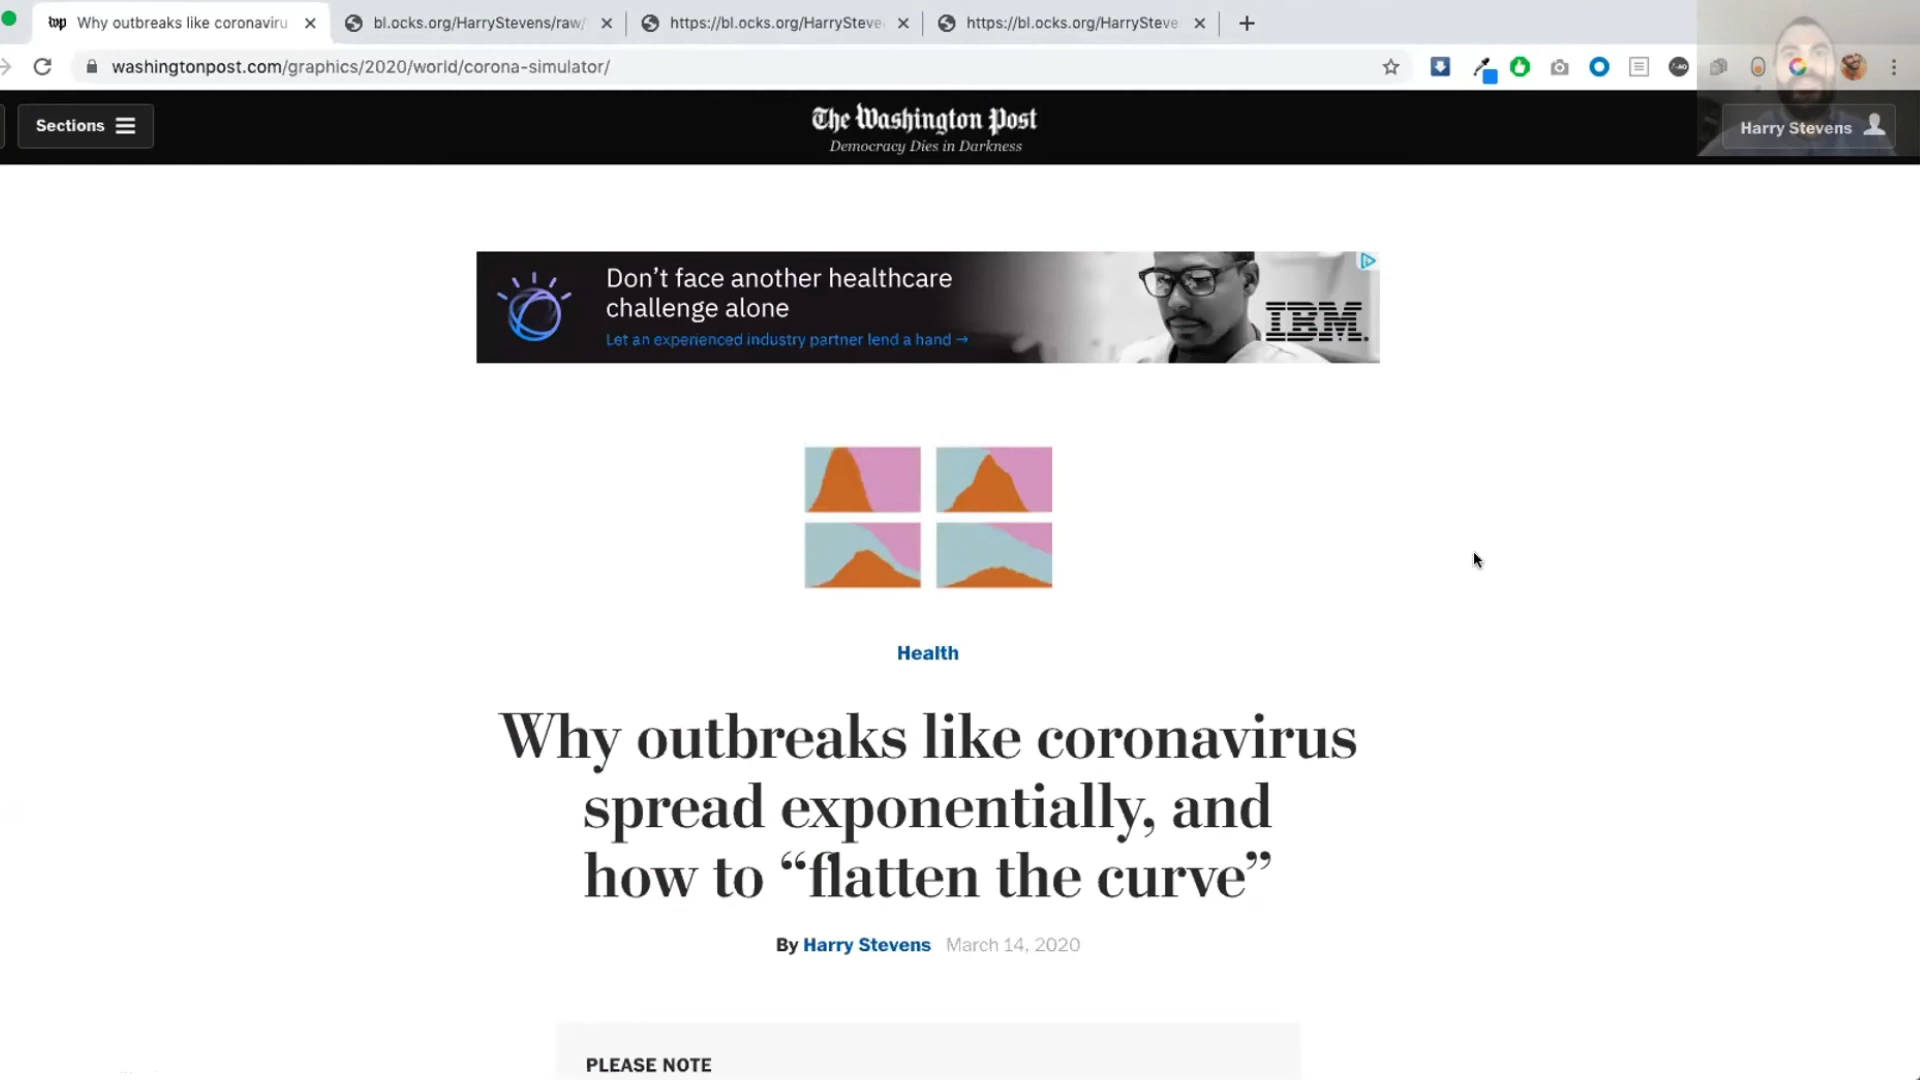 Why outbreaks like coronaviru
bl.ocks.org/HarryStevens/raw/
https://bl.ocks.org/HarrySteve
https://bl.ocks.org/HarrySteve
washingtonpost.com/graphics/2020/world/corona-simulator/
Sections
The Washington Post
Democracy Dies in Darkness
Harry Stevens
Don’t face another healthcare
challenge alone
Let an experienced industry partner lend a hand →
IBM.
Health
Why outbreaks like coronavirus
spread exponentially, and
how to “flatten the curve”
By Harry Stevens March 14, 2020
PLEASE NOTE